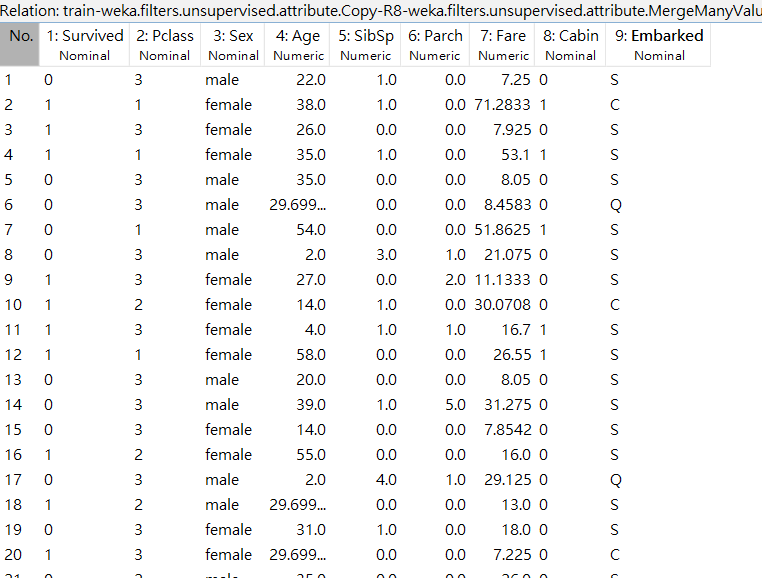 Relation: train-weka.filters.unsupervised.attribute.Copy-R8-weka.filters.unsupervised.attribute.MergeManyValu
No. 1: Survived 2: Pclass 3: Sex 4: Age 5: SibSp 6: Parch 7: Fare 8: Cabin 9: Embarked
Nominal Nominal Nominal Numeric Numeric Numeric Numeric Nominal Nominal
1 0 3 male 22.0 1.0 0.0 7.25 0 S
2 1 1 female 38.0 1.0 0.0 71.2833 1 C
3 1 3 female 26.0 0.0 0.0 7.925 0 S
4 1 1 female 35.0 1.0 0.0 53.1 1 S
5 0 3 male 35.0 0.0 0.0 8.05 0 S
6 0 3 male 29.699... 0.0 0.0 8.4583 0 Q
7 0 1 male 54.0 0.0 0.0 51.8625 1 S
8 0 3 male 2.0 3.0 1.0 21.075 0 S
9 1 3 female 27.0 0.0 2.0 11.1333 0 S
10 1 2 female 14.0 1.0 0.0 30.0708 0 C
11 1 3 female 4.0 1.0 1.0 16.7 1 S
12 1 1 female 58.0 0.0 0.0 26.55 1 S
13 0 3 male 20.0 0.0 0.0 8.05 0 S
14 0 3 male 39.0 1.0 5.0 31.275 0 S
15 0 3 female 14.0 0.0 0.0 7.8542 0 S
16 1 2 female 55.0 0.0 0.0 16.0 0 S
17 0 3 male 2.0 4.0 1.0 29.125 0 Q
18 1 2 male 29.699... 0.0 0.0 13.0 0 S
19 0 3 female 31.0 1.0 0.0 18.0 0 S
20 1 3 female 29.699... 0.0 0.0 7.225 0 C